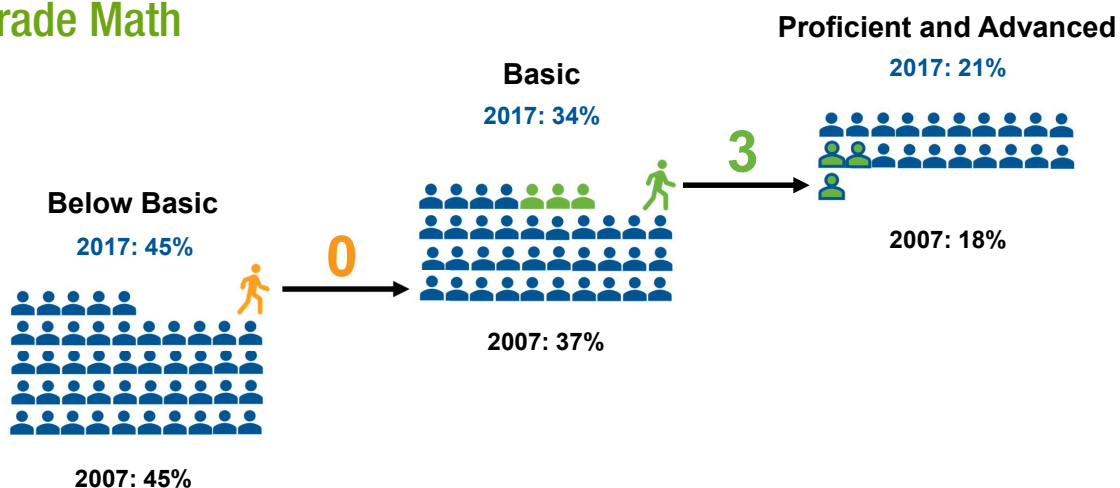 rade Math
Proficient and Advanced
2017: 21%
Basic
2017: 34%
3
Below Basic
2017: 45%
0
2007: 18%
2007: 37%
2007: 45%